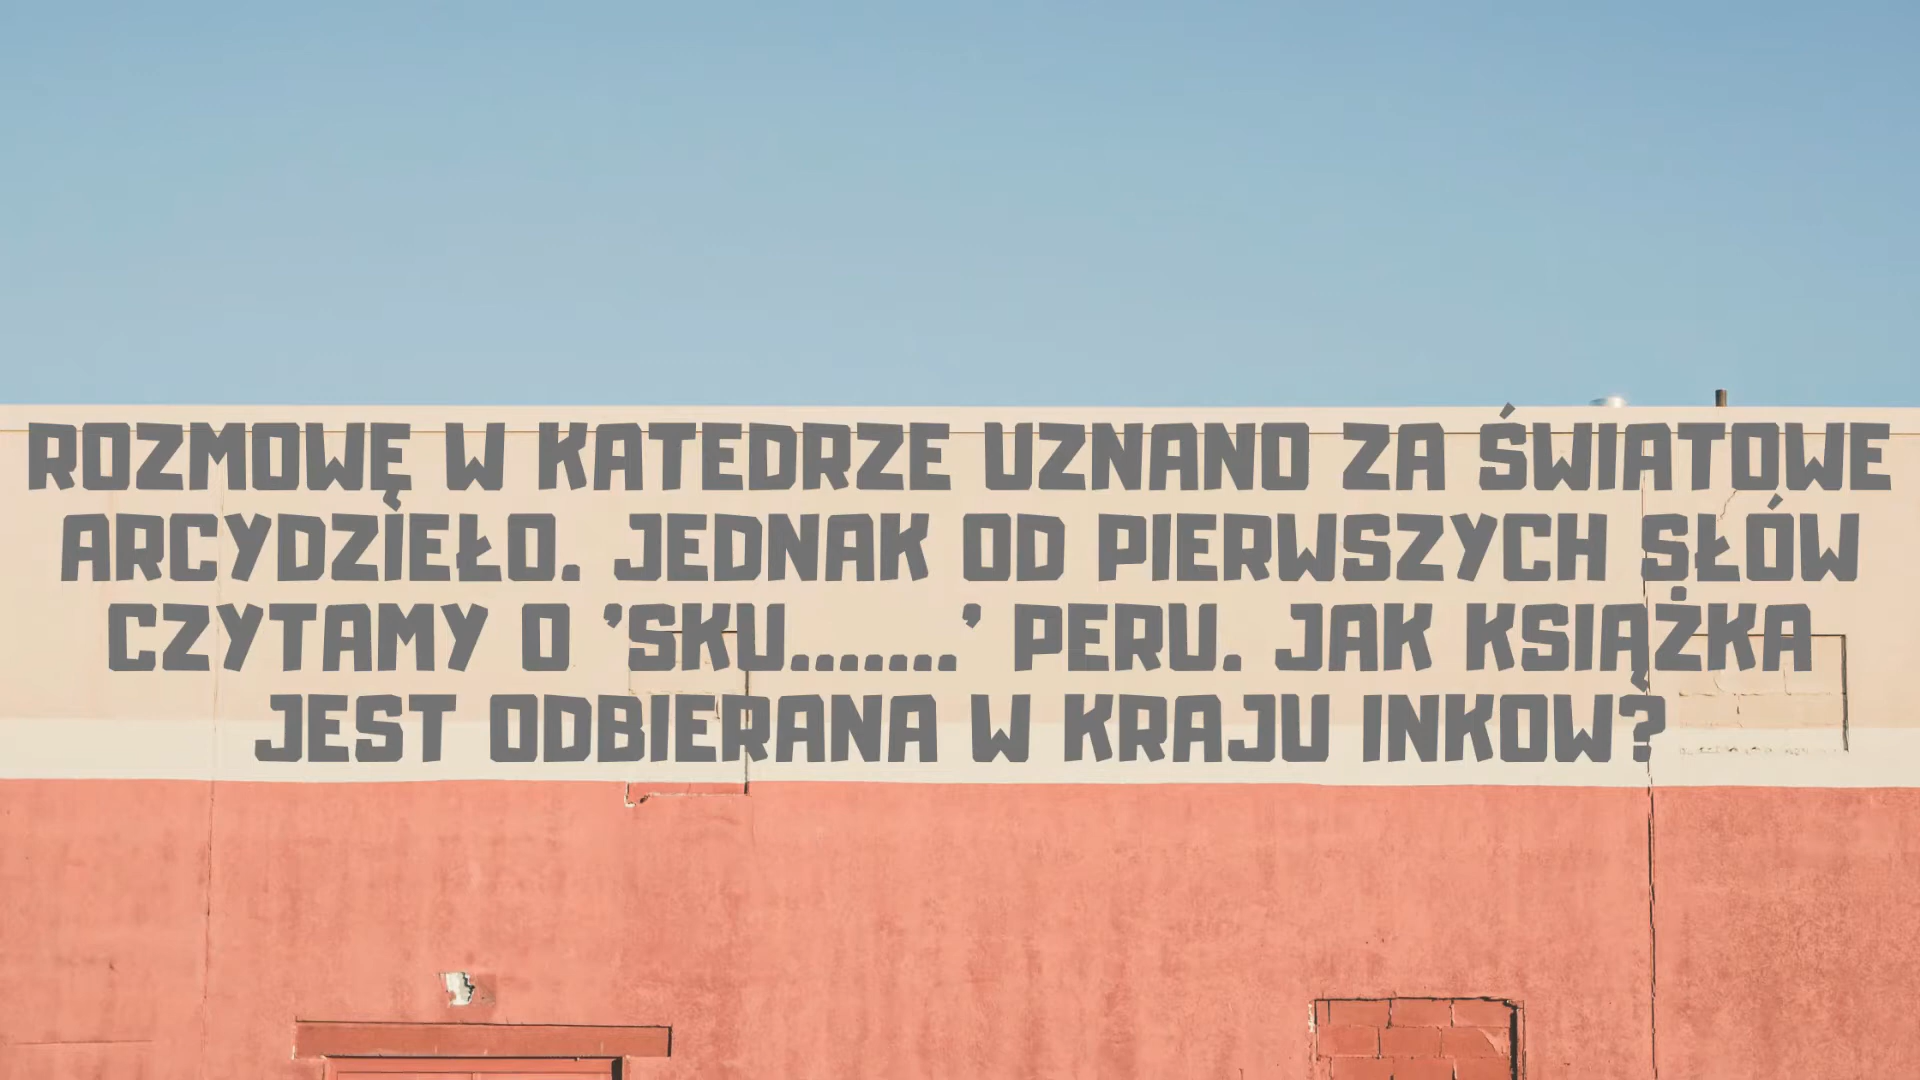 ROZMOWĘ W KATEDRZE UZNANO ZA ŚWIATOWE
ARCYDZIEŁO. JEDNAK OD PIERWSZYCH SŁÓW
CZYTAMY O 'SKU.......' PERU. JAK KSIĄŻKA
JEST ODBIERANA W KRAJU INKOW?